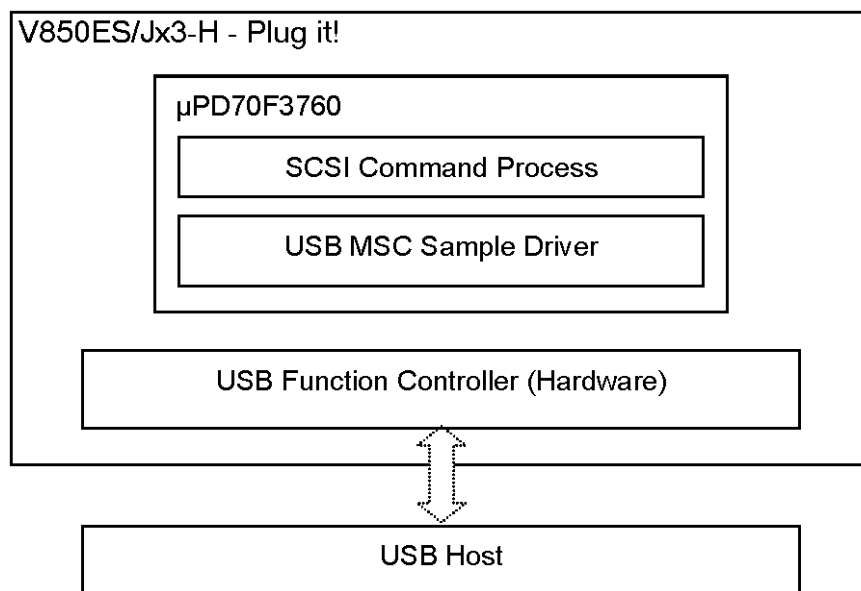 V850ES/Jx3-H - Plug it!
µPD70F3760
SCSI Command Process
USB MSC Sample Driver
USB Function Controller (Hardware)
USB Host